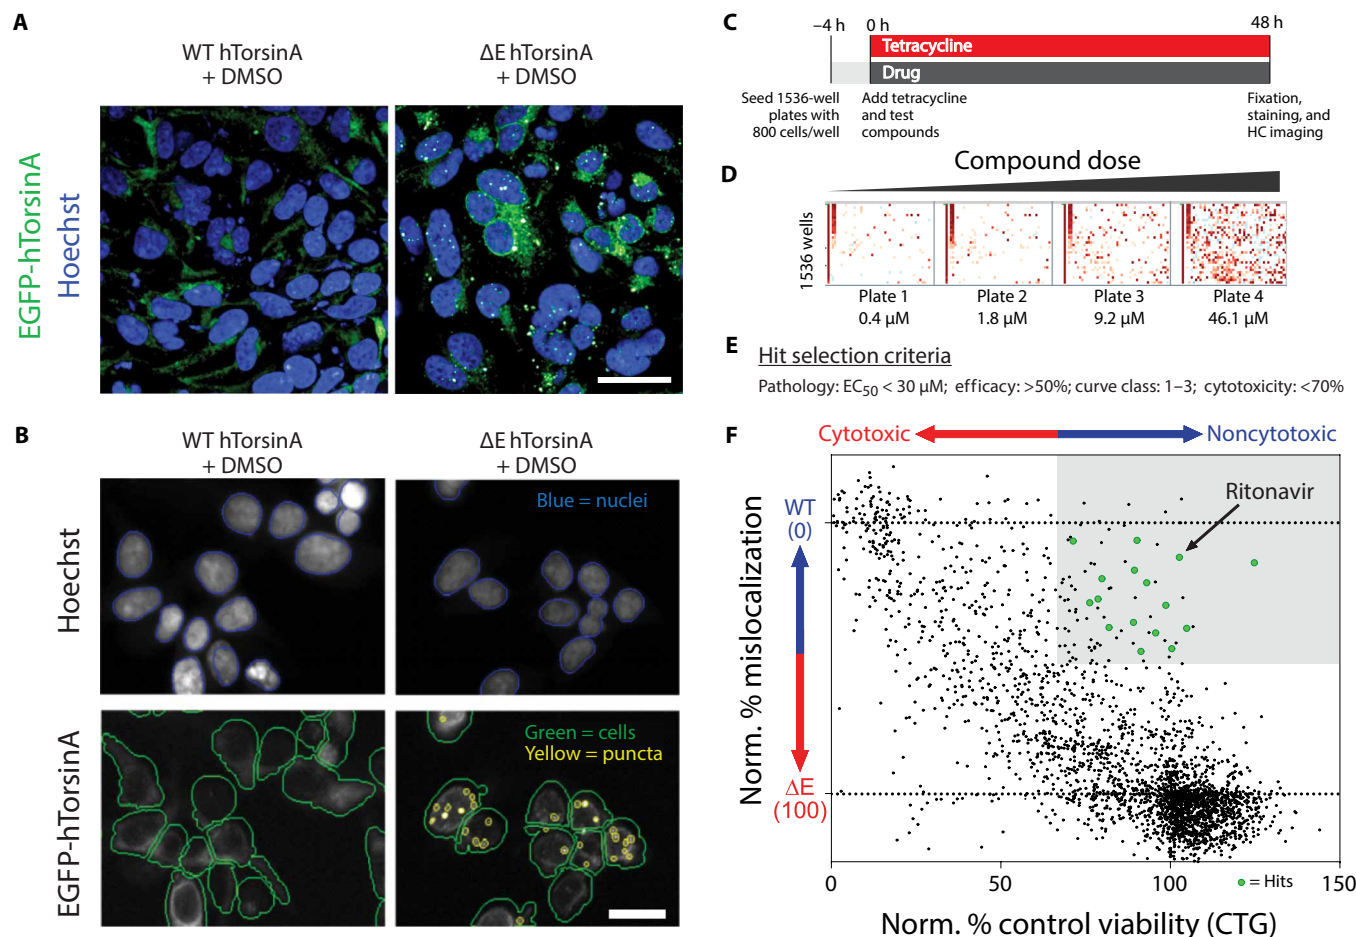 A
WT hTorsinA
+ DMSO
ΔE hTorsinA
+ DMSO
EGFP-hTorsinA
Hoechst
B
WT hTorsinA
+ DMSO
ΔE hTorsinA
+ DMSO
Hoechst
Blue = nuclei
EGFP-hTorsinA
Green = cells
Yellow = puncta
C
–4 h
0 h
48 h
Tetracycline
Drug
Seed 1536-well
plates with
800 cells/well
Add tetracycline
and test
compounds
Fixation,
staining, and
HC imaging
D
Compound dose
1536 wells
Plate 1
0.4 μM
Plate 2
1.8 μM
Plate 3
9.2 μM
Plate 4
46.1 μM
E
Hit selection criteria
Pathology: EC50 < 30 μM; efficacy: >50%; curve class: 1–3; cytotoxicity: <70%
F
Cytotoxic
Noncytotoxic
Norm. % mislocalization
WT
(0)
ΔE
(100)
Ritonavir
0
50
100
150
= Hits
Norm. % control viability (CTG)